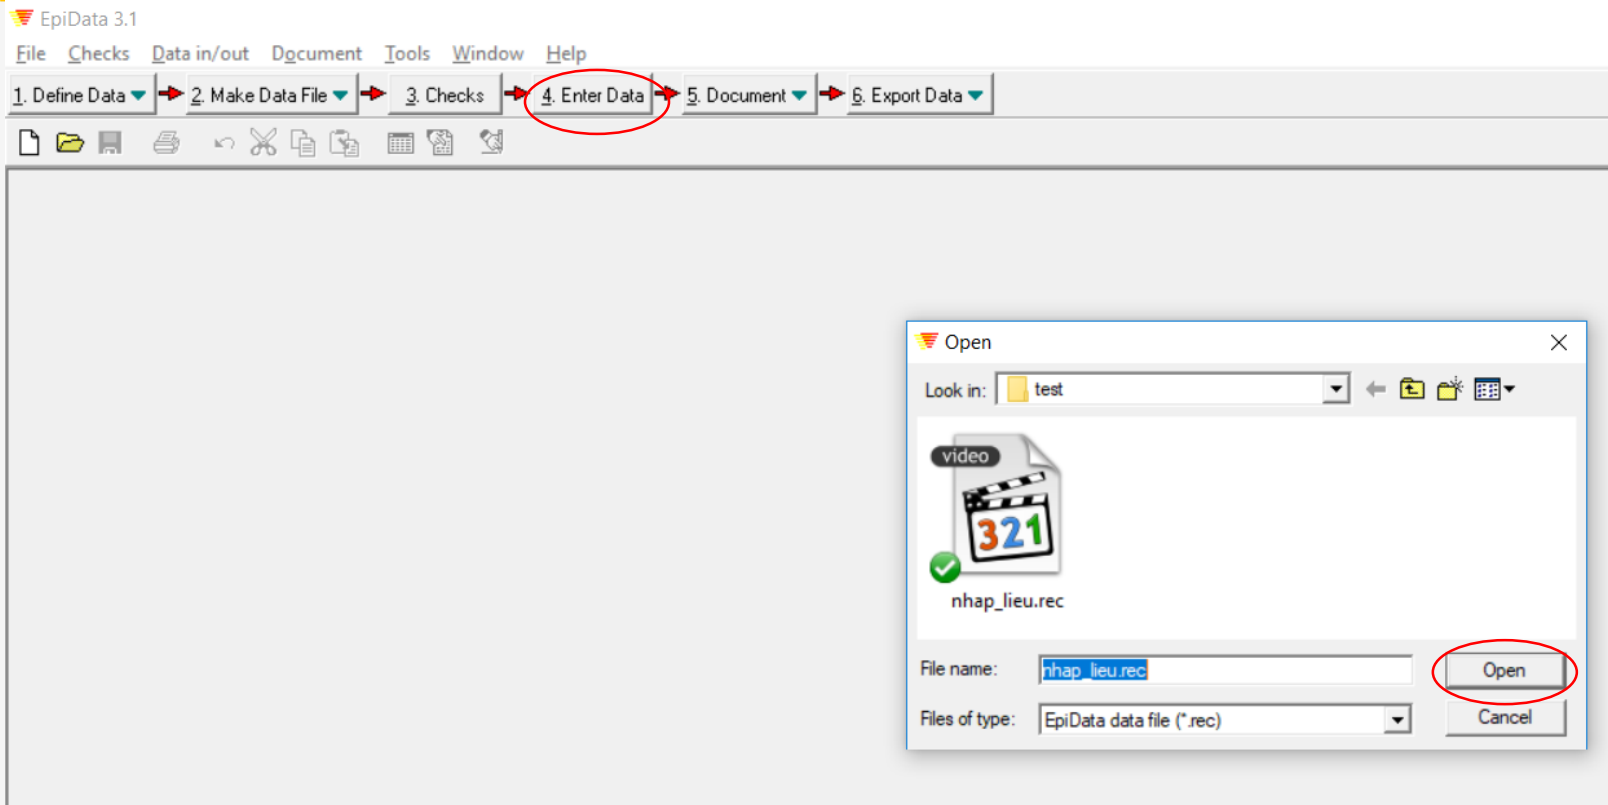 EpiData 3.1
File Checks Data in/out Document Tools Window Help
1. Define Data 2. Make Data File 3. Checks 4. Enter Data 5. Document 6. Export Data
Open
Look in: test
video
321
nhap_lieu.rec
File name: nhap_lieu.rec Open
Files of type: EpiData data file (*.rec) Cancel